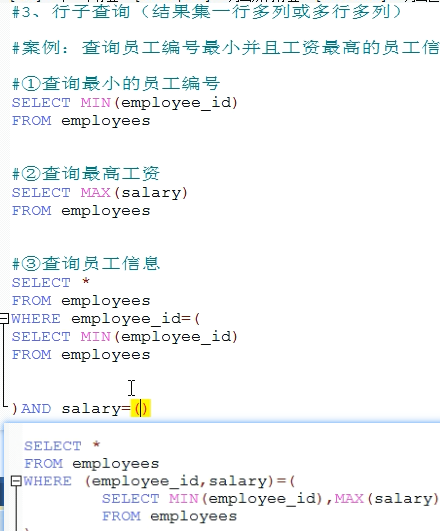 #3、行子查询（结果集一行多列或多行多列）
#案例：查询员工编号最小并且工资最高的员工信
#①查询最小的员工编号
SELECT MIN(employee_id)
FROM employees
#②查询最高工资
SELECT MAX(salary)
FROM employees
#③查询员工信息
SELECT *
FROM employees
WHERE employee_id=(
SELECT MIN(employee_id)
FROM employees
)AND salary=()
SELECT *
FROM employees
WHERE (employee_id,salary)=(
SELECT MIN(employee_id),MAX(salary)
FROM employees